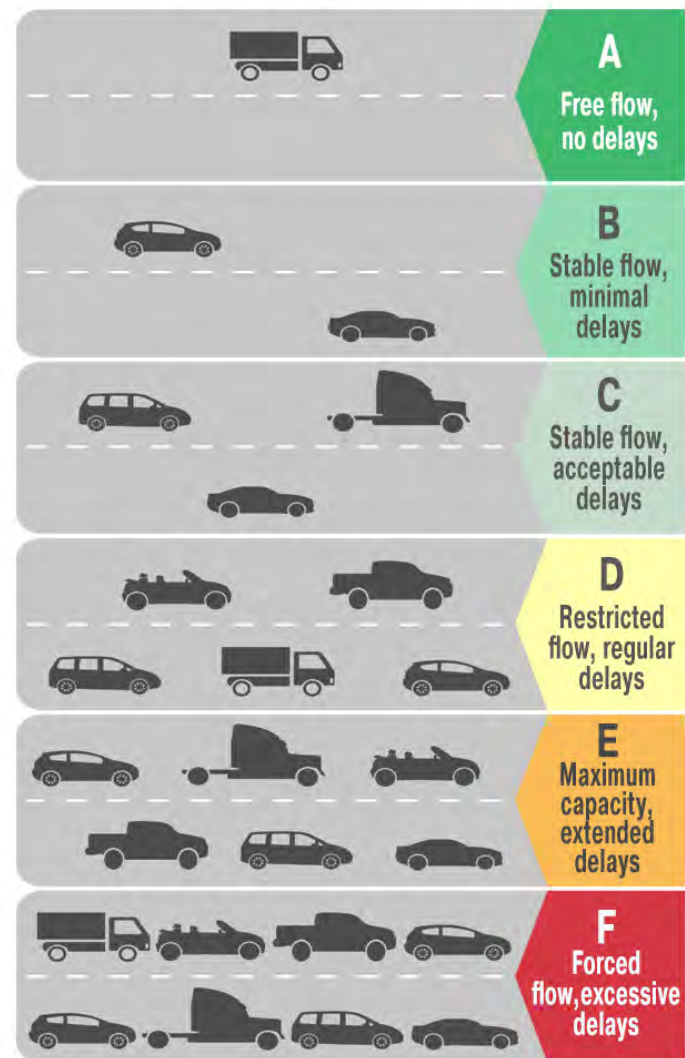 A
Free flow,
no delays
B
Stable flow,
minimal
delays
C
Stable flow,
acceptable
delays
D
Restricted
flow, regular
delays
E
Maximum
capacity,
extended
delays
F
Forced
flow,excessive
delays